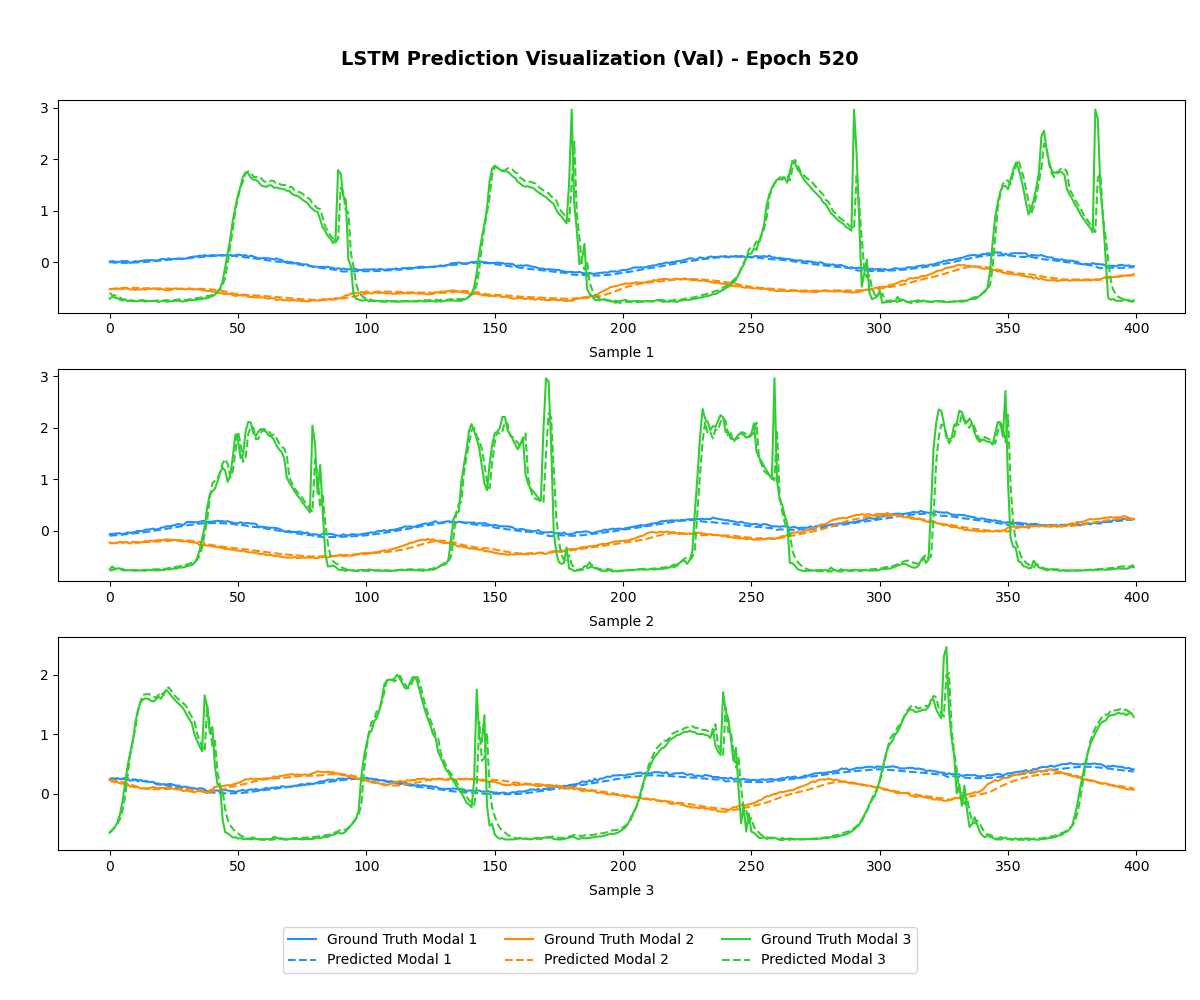 LSTM Prediction Visualization (Val) - Epoch 520
3
2
1
0
0 50 100 150 200 250 300 350 400
Sample 1
3
2
1
0
0 50 100 150 200 250 300 350 400
Sample 2
2
1
0
0 50 100 150 200 250 300 350 400
Sample 3
Ground Truth Modal 1 Ground Truth Modal 2 Ground Truth Modal 3
Predicted Modal 1 Predicted Modal 2 Predicted Modal 3